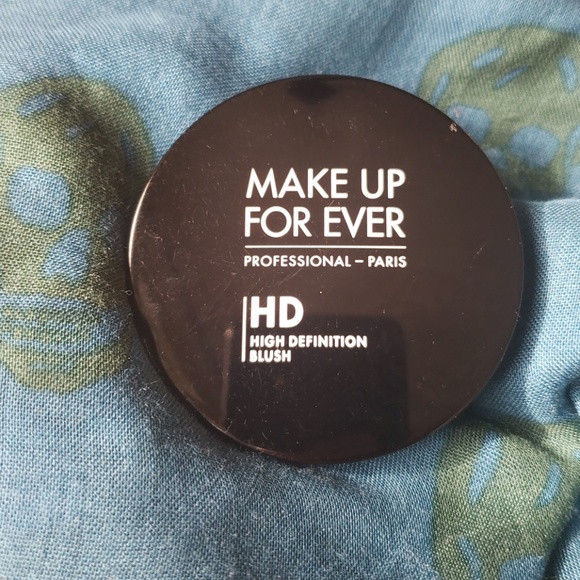 MAKE UP
FOR EVER
PROFESSIONAL – PARIS
HD
HIGH DEFINITION
BLUSH